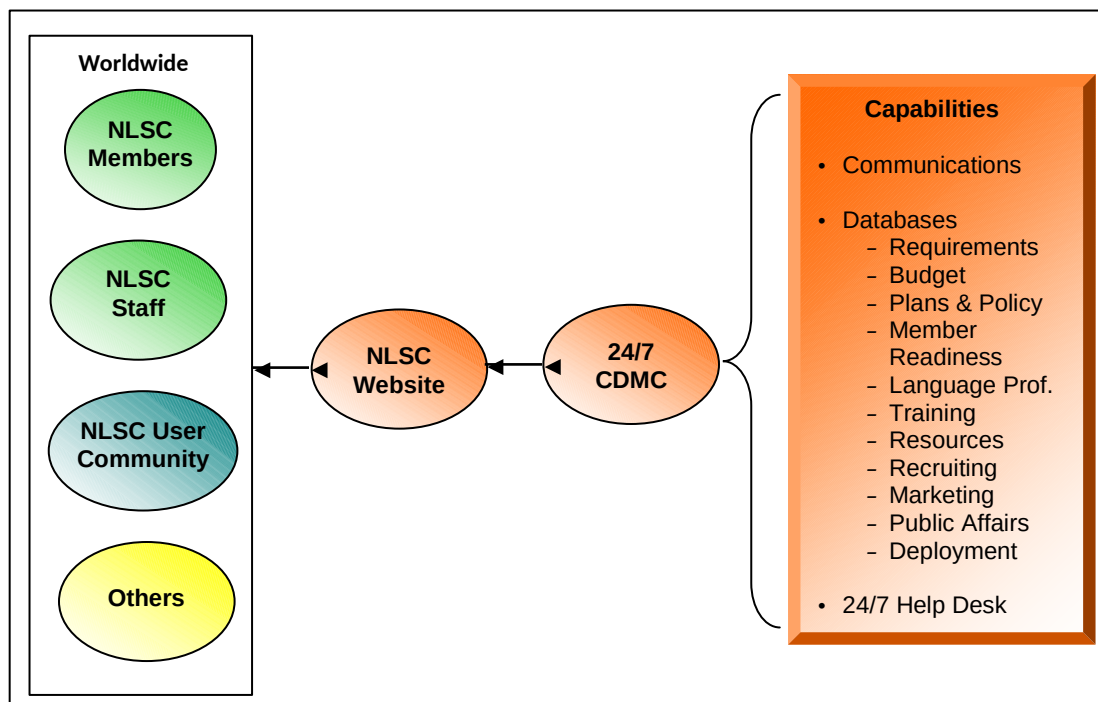 Worldwide
NLSC
Members
NLSC
Staff
NLSC User
Community
Others
NLSC
Website
24/7
CDMC
Capabilities
• Communications
• Databases
– Requirements
– Budget
– Plans & Policy
– Member
Readiness
– Language Prof.
– Training
– Resources
– Recruiting
– Marketing
– Public Affairs
– Deployment
• 24/7 Help Desk